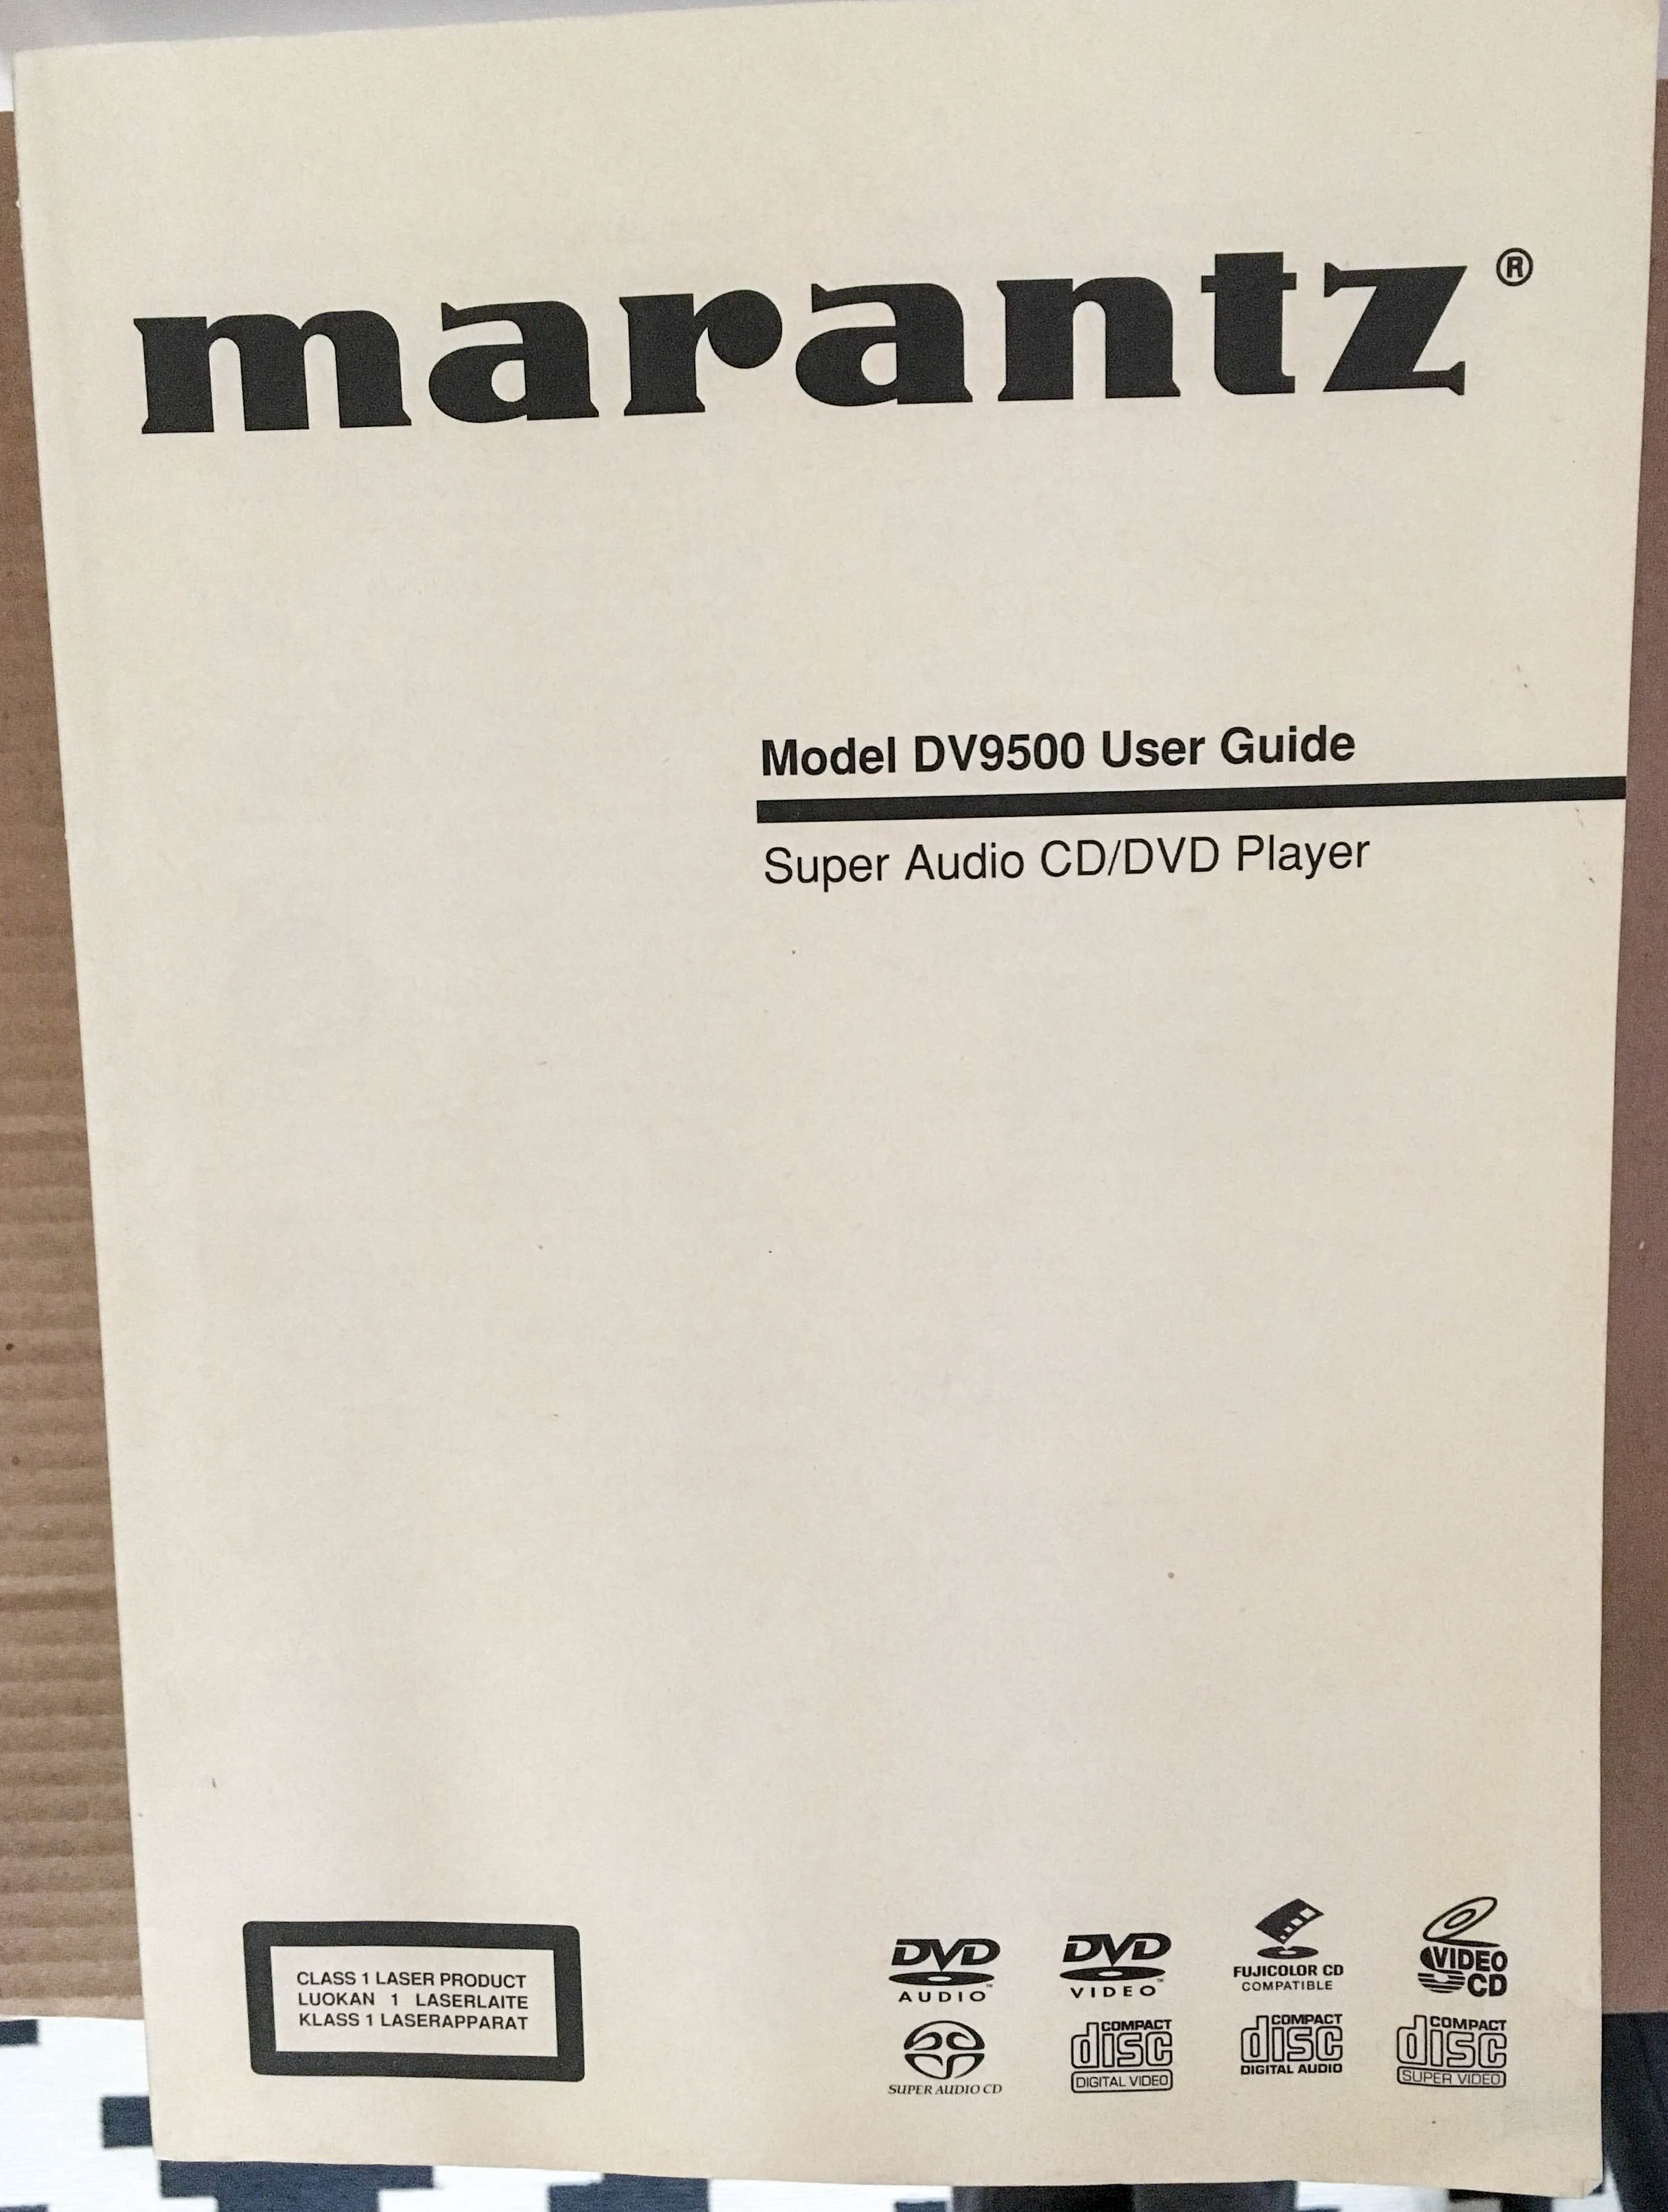 marantz®
Model DV9500 User Guide
Super Audio CD/DVD Player
CLASS 1 LASER PRODUCT
LUOKAN 1 LASERLAITE
KLASS 1 LASERAPPARAT
DVD
AUDIO™
DVD
VIDEO™
FUJICOLOR CD
COMPATIBLE
VIDEO
CD
SUPER AUDIO CD
COMPACT
disc
DIGITAL VIDEO
COMPACT
disc
DIGITAL AUDIO
COMPACT
disc
SUPER VIDEO